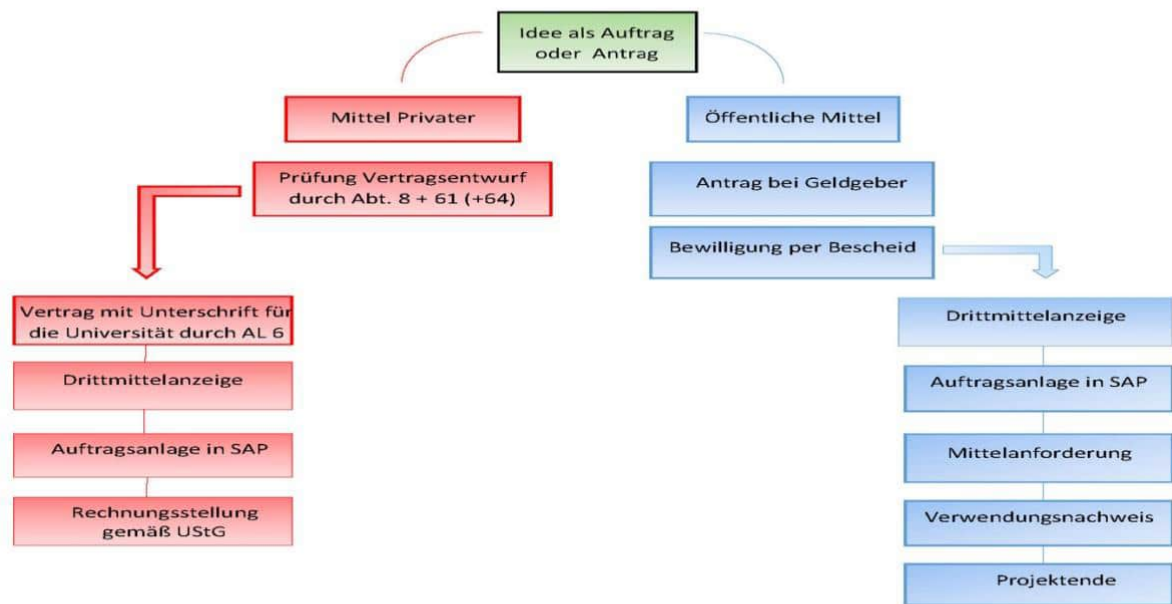 Idee als Auftrag
oder Antrag
Mittel Privater
Prüfung Vertragsentwurf
durch Abt. 8 + 61 (+64)
Vertrag mit Unterschrift für
die Universität durch AL 6
Drittmittelanzeige
Auftragsanlage in SAP
Rechnungsstellung
gemäß UStG
Öffentliche Mittel
Antrag bei Geldgeber
Bewilligung per Bescheid
Drittmittelanzeige
Auftragsanlage in SAP
Mittelanforderung
Verwendungsnachweis
Projektende